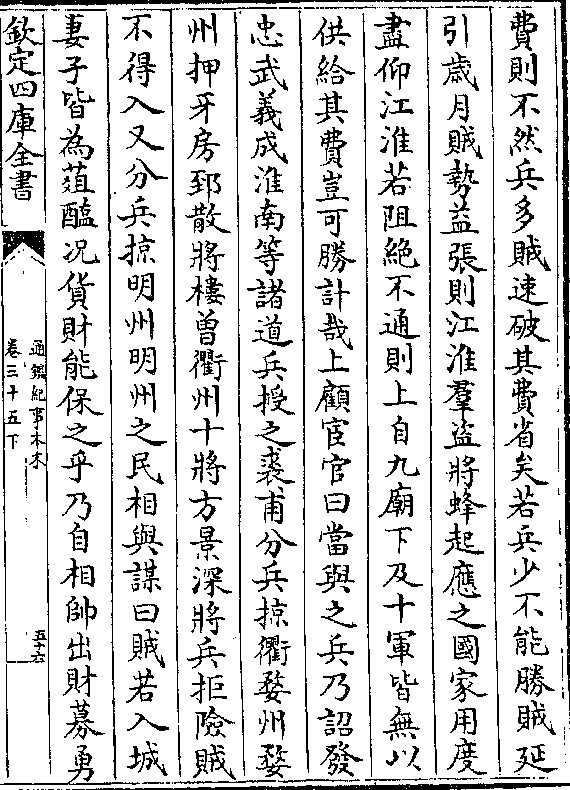 費則不然兵多賊速破其費省矣若兵少不能勝賊延
引歲月賊勢益張則江淮羣盗將蜂起應之國家用度
盡仰江淮若阻絶不通則上自九廟下及十軍皆無以
供給其費豈可勝計哉上顧宦官曰當與之兵乃詔發
忠武義成淮南等諸道兵授之裘甫分兵掠衢婺州婺
州押牙房郅散將樓曾衢州十將方景深將兵拒險賊
不得入又分兵掠明州明州之民相與謀曰賊若入城
妻子皆為葅醢况貨財能保之乎乃自相帥出財募勇
欽定四庫全書
通鑑紀事本末
卷三十五下
五十六